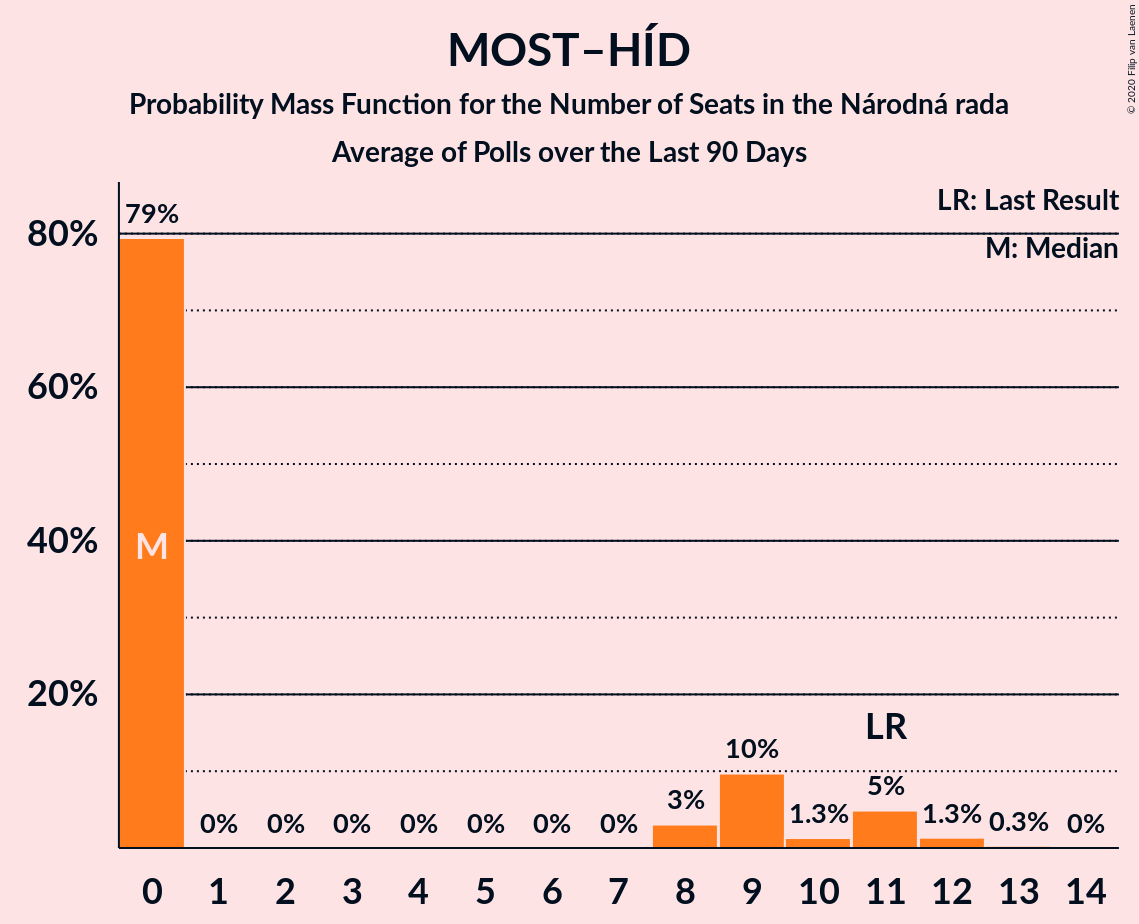 MOST–HÍD
Probability Mass Function for the Number of Seats in the Národná rada
Average of Polls over the Last 90 Days
© 2020 Filip van Laenen
LR: Last Result
M: Median
80%
60%
40%
20%
79%
M
0%
0%
0%
0%
0%
0%
0%
3%
10%
1.3%
LR
5%
1.3%
0.3%
0%
0 1 2 3 4 5 6 7 8 9 10 11 12 13 14